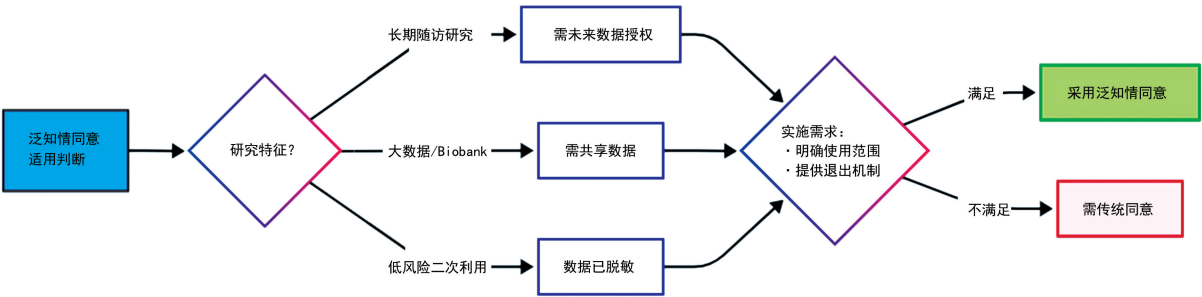 泛知情同意
适用判断
研究特征?
长期随访研究
大数据/Biobank
低风险二次利用
需未来数据授权
需共享数据
数据已脱敏
实施需求:
·明确使用范围
·提供退出机制
满足
不满足
采用泛知情同意
需传统同意